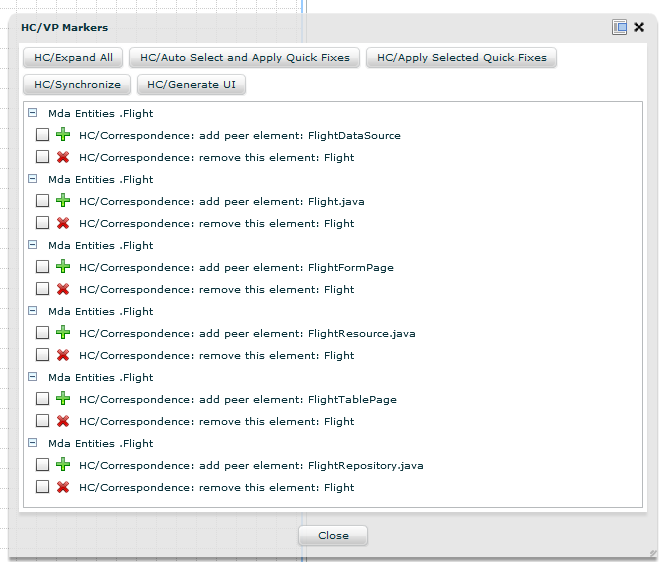 HC/VP Markers
HC/Expand All HC/Auto Select and Apply Quick Fixes HC/Apply Selected Quick Fixes
HC/Synchronize HC/Generate UI
Mda Entities .Flight
HC/Correspondence: add peer element: FlightDataSource
HC/Correspondence: remove this element: Flight
Mda Entities .Flight
HC/Correspondence: add peer element: Flight.java
HC/Correspondence: remove this element: Flight
Mda Entities .Flight
HC/Correspondence: add peer element: FlightFormPage
HC/Correspondence: remove this element: Flight
Mda Entities .Flight
HC/Correspondence: add peer element: FlightResource.java
HC/Correspondence: remove this element: Flight
Mda Entities .Flight
HC/Correspondence: add peer element: FlightTablePage
HC/Correspondence: remove this element: Flight
Mda Entities .Flight
HC/Correspondence: add peer element: FlightRepository.java
HC/Correspondence: remove this element: Flight
Close